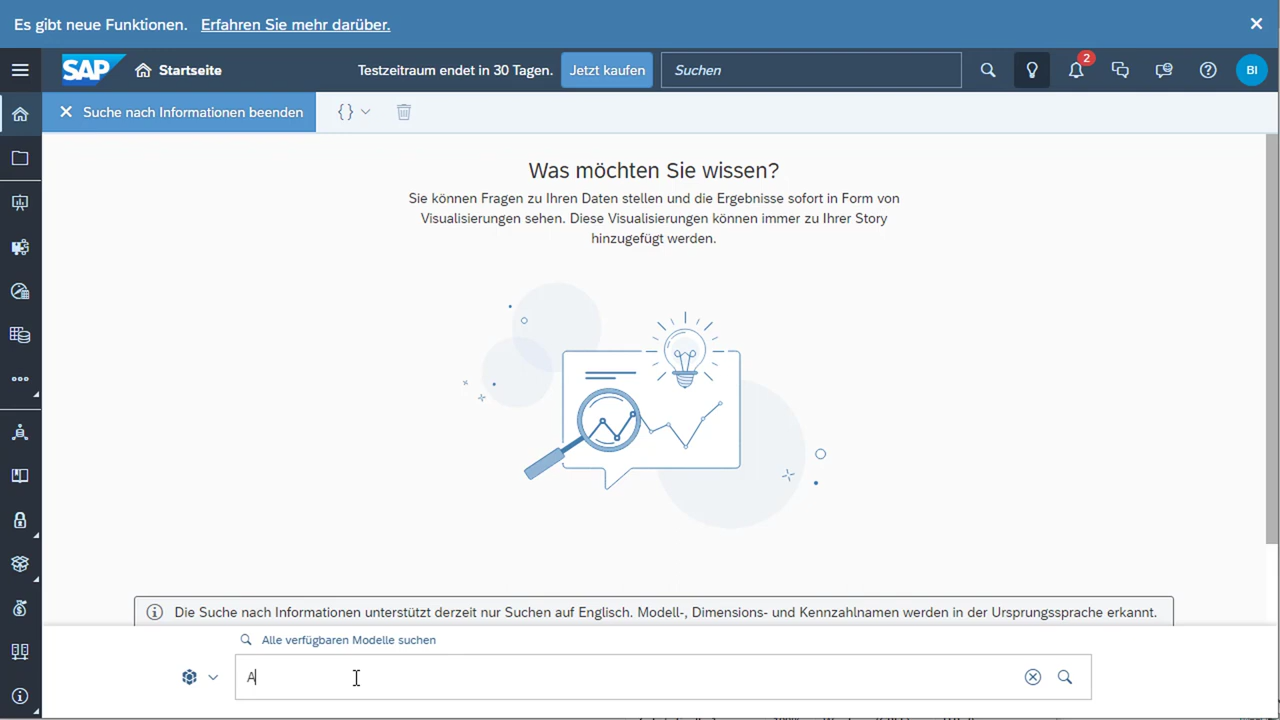 Es gibt neue Funktionen. Erfahren Sie mehr darüber.
SAP Startseite Testzeitraum endet in 30 Tagen. Jetzt kaufen Suchen 2 BI
Suche nach Informationen beenden {}
Was möchten Sie wissen?
Sie können Fragen zu Ihren Daten stellen und die Ergebnisse sofort in Form von
Visualisierungen sehen. Diese Visualisierungen können immer zu Ihrer Story
hinzugefügt werden.
Die Suche nach Informationen unterstützt derzeit nur Suchen auf Englisch. Modell-, Dimensions- und Kennzahlnamen werden in der Ursprungssprache erkannt.
Alle verfügbaren Modelle suchen
A